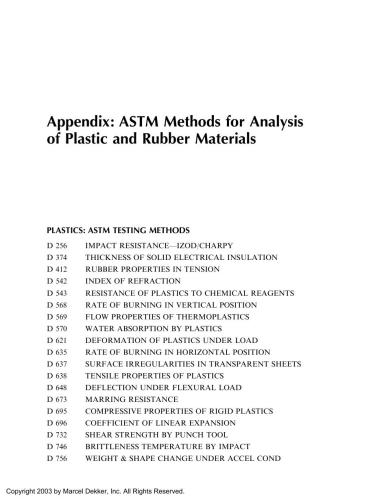 Appendix: ASTM Methods for Analysis
of Plastic and Rubber Materials
PLASTICS: ASTM TESTING METHODS
D 256 IMPACT RESISTANCE—IZOD/CHARPY
D 374 THICKNESS OF SOLID ELECTRICAL INSULATION
D 412 RUBBER PROPERTIES IN TENSION
D 542 INDEX OF REFRACTION
D 543 RESISTANCE OF PLASTICS TO CHEMICAL REAGENTS
D 568 RATE OF BURNING IN VERTICAL POSITION
D 569 FLOW PROPERTIES OF THERMOPLASTICS
D 570 WATER ABSORPTION BY PLASTICS
D 621 DEFORMATION OF PLASTICS UNDER LOAD
D 635 RATE OF BURNING IN HORIZONTAL POSITION
D 637 SURFACE IRREGULARITIES IN TRANSPARENT SHEETS
D 638 TENSILE PROPERTIES OF PLASTICS
D 648 DEFLECTION UNDER FLEXURAL LOAD
D 673 MARRING RESISTANCE
D 695 COMPRESSIVE PROPERTIES OF RIGID PLASTICS
D 696 COEFFICIENT OF LINEAR EXPANSION
D 732 SHEAR STRENGTH BY PUNCH TOOL
D 746 BRITTLENESS TEMPERATURE BY IMPACT
D 756 WEIGHT & SHAPE CHANGE UNDER ACCEL COND
Copyright 2003 by Marcel Dekker, Inc. All Rights Reserved.